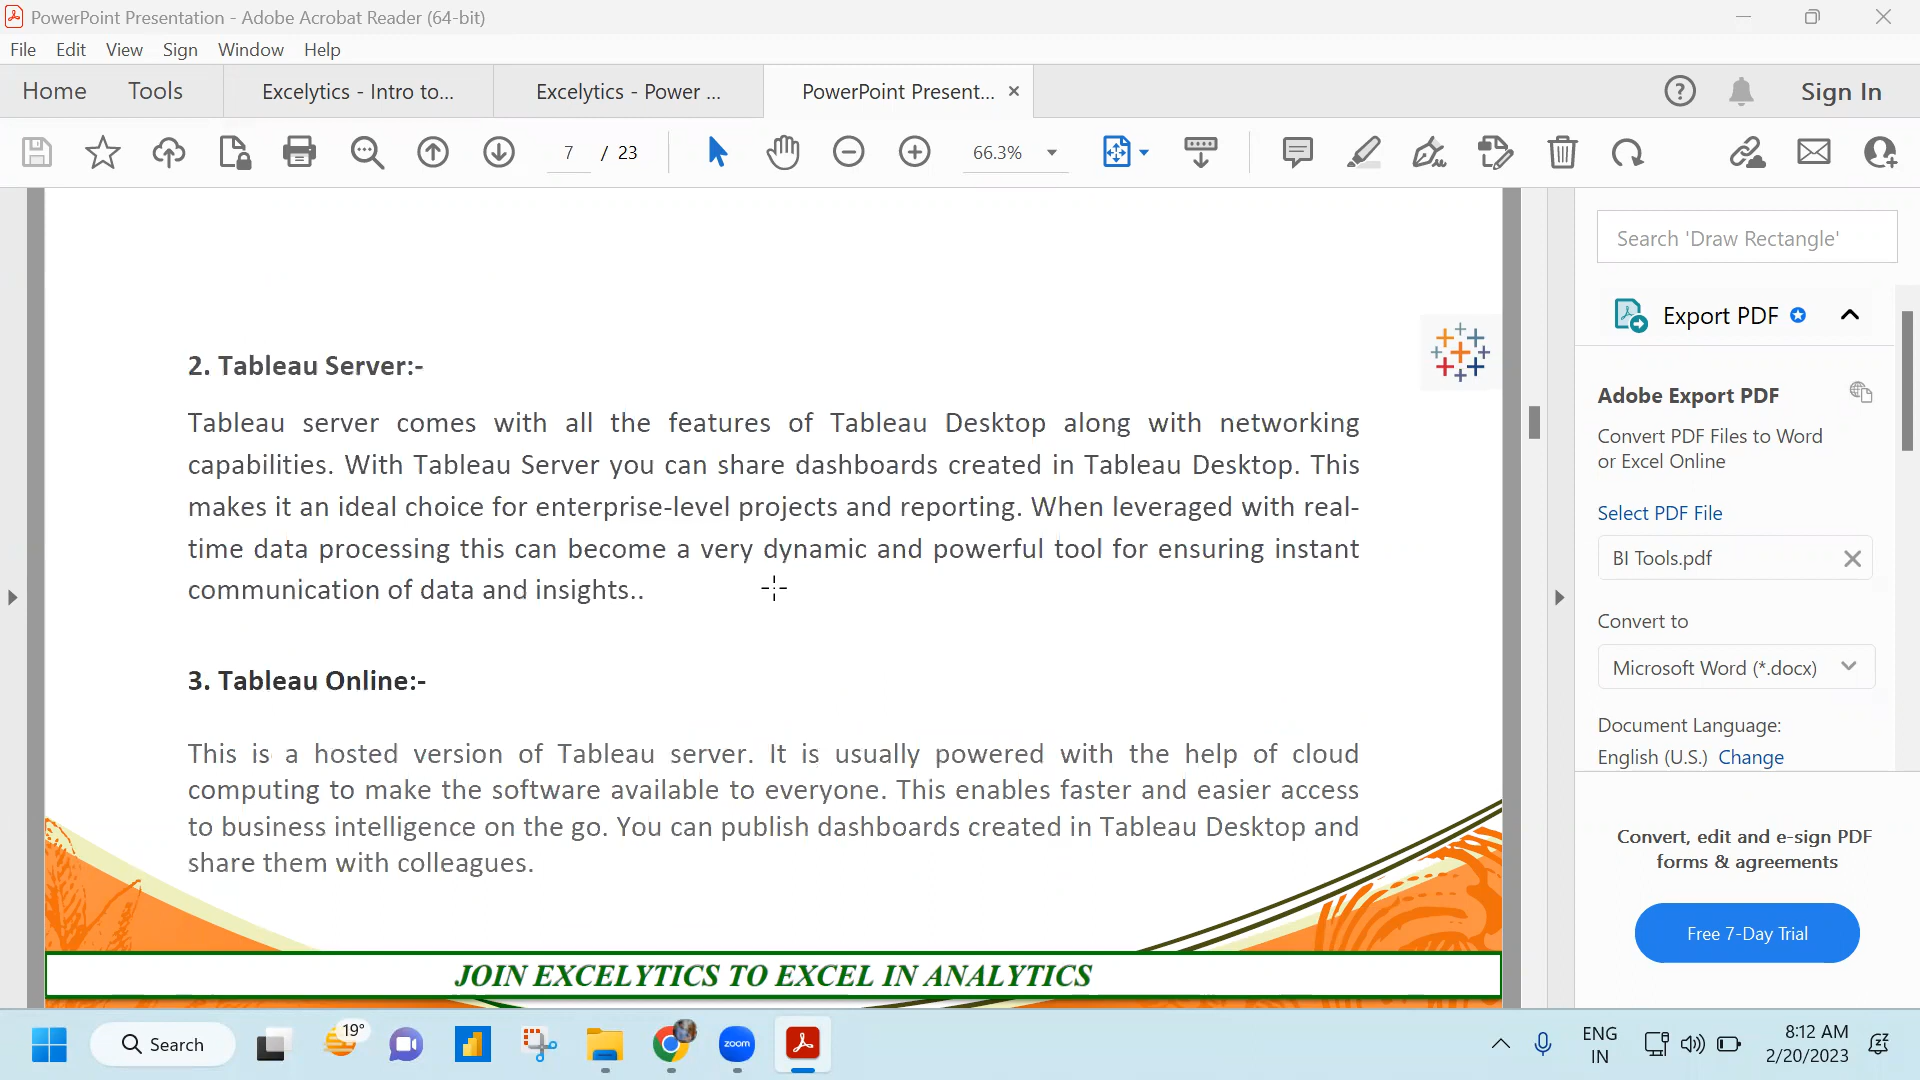 PowerPoint Presentation - Adobe Acrobat Reader (64-bit)
File Edit View Sign Window Help
Home Tools Excelytics - Intro to... Excelytics - Power ... PowerPoint Present... Sign In
7 / 23 66.3%
Search 'Draw Rectangle'
Export PDF
Adobe Export PDF
Convert PDF Files to Word
or Excel Online
Select PDF File
BI Tools.pdf
Convert to
Microsoft Word (*.docx)
Document Language:
English (U.S.) Change
Convert, edit and e-sign PDF
forms & agreements
Free 7-Day Trial
2. Tableau Server:-
Tableau server comes with all the features of Tableau Desktop along with networking
capabilities. With Tableau Server you can share dashboards created in Tableau Desktop. This
makes it an ideal choice for enterprise-level projects and reporting. When leveraged with real-
time data processing this can become a very dynamic and powerful tool for ensuring instant
communication of data and insights..
3. Tableau Online:-
This is a hosted version of Tableau server. It is usually powered with the help of cloud
computing to make the software available to everyone. This enables faster and easier access
to business intelligence on the go. You can publish dashboards created in Tableau Desktop and
share them with colleagues.
JOIN EXCELYTICS TO EXCEL IN ANALYTICS
Search 19° zoom
ENG
IN
8:12 AM
2/20/2023